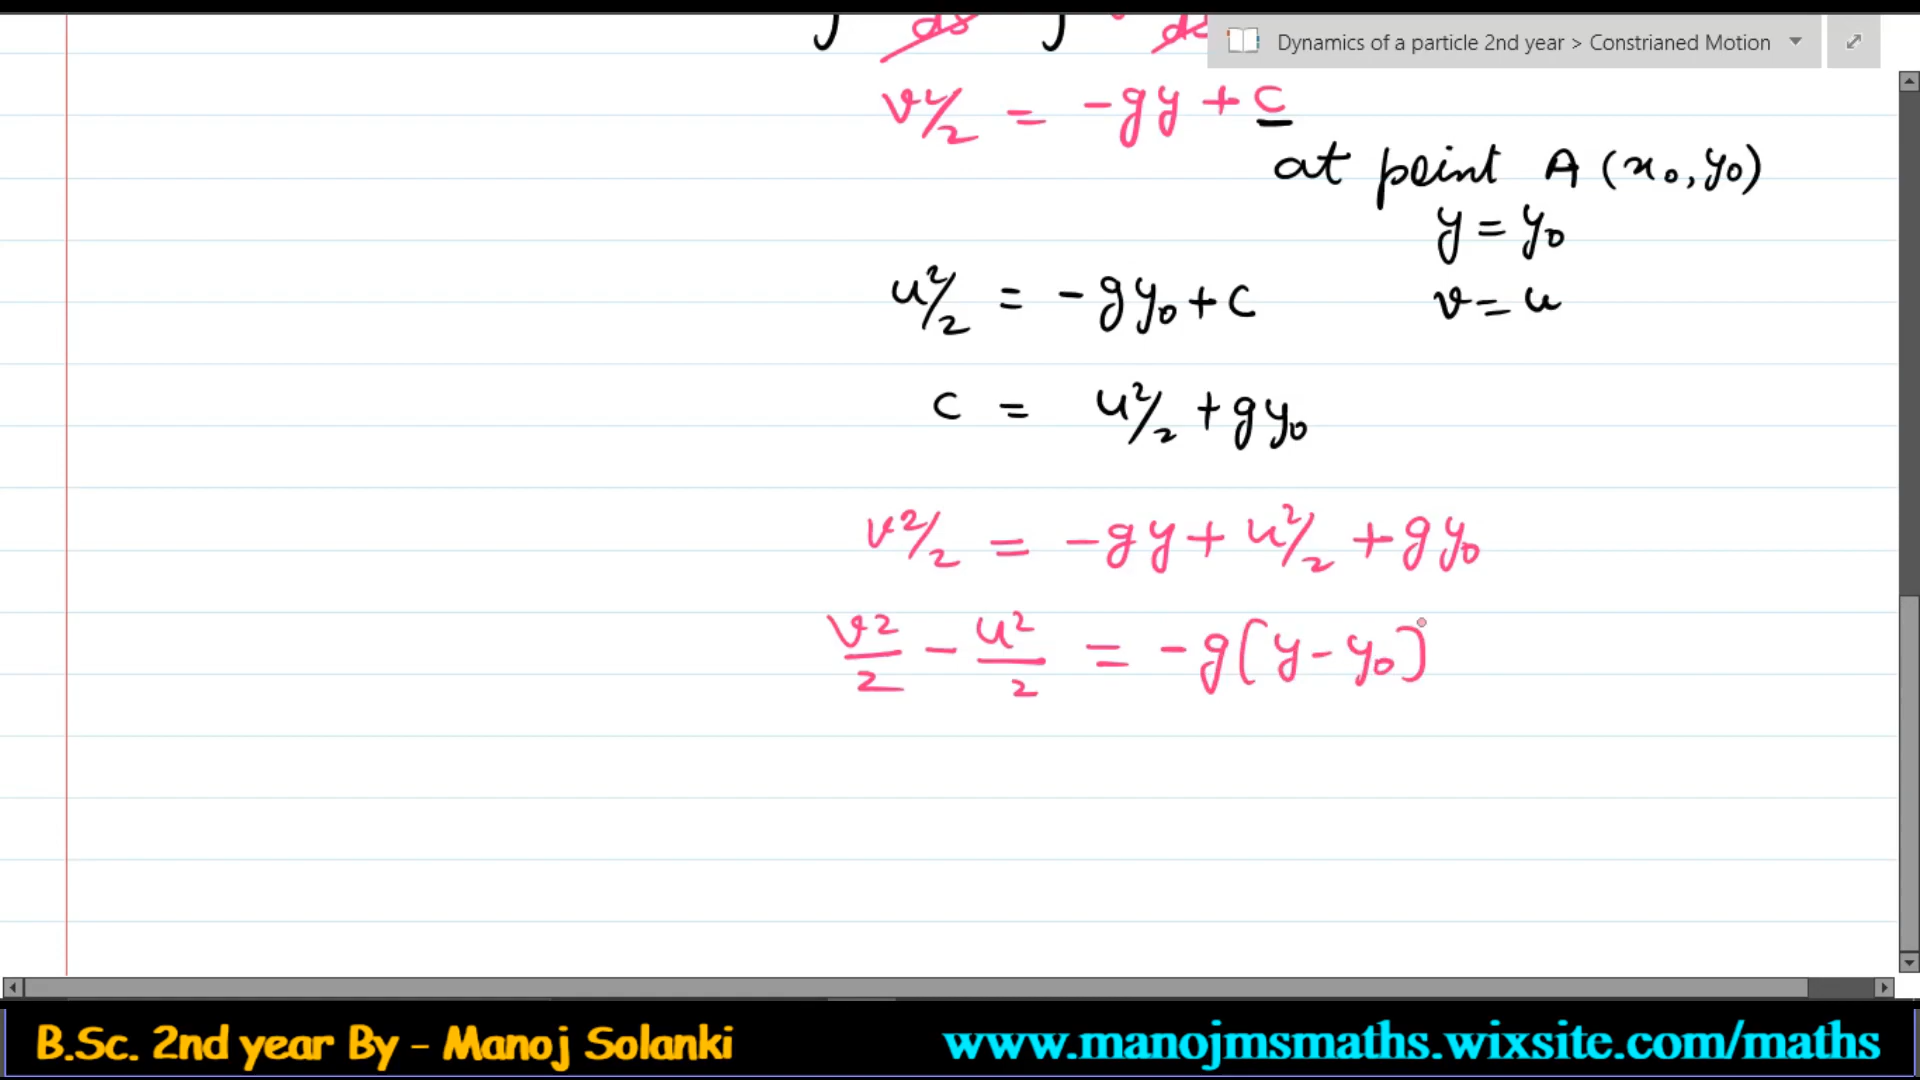 ds ds
Dynamics of a particle 2nd year > Constrianed Motion
v²/2 = -gy + c
at point A (x₀, y₀)
y = y₀
u²/2 = -gy₀ + c
v = u
c = u²/2 + gy₀
v²/2 = -gy + u²/2 + gy₀
v²/2 - u²/2 = -g[y - y₀]
B.Sc. 2nd year By - Manoj Solanki
www.manojmsmaths.wixsite.com/maths